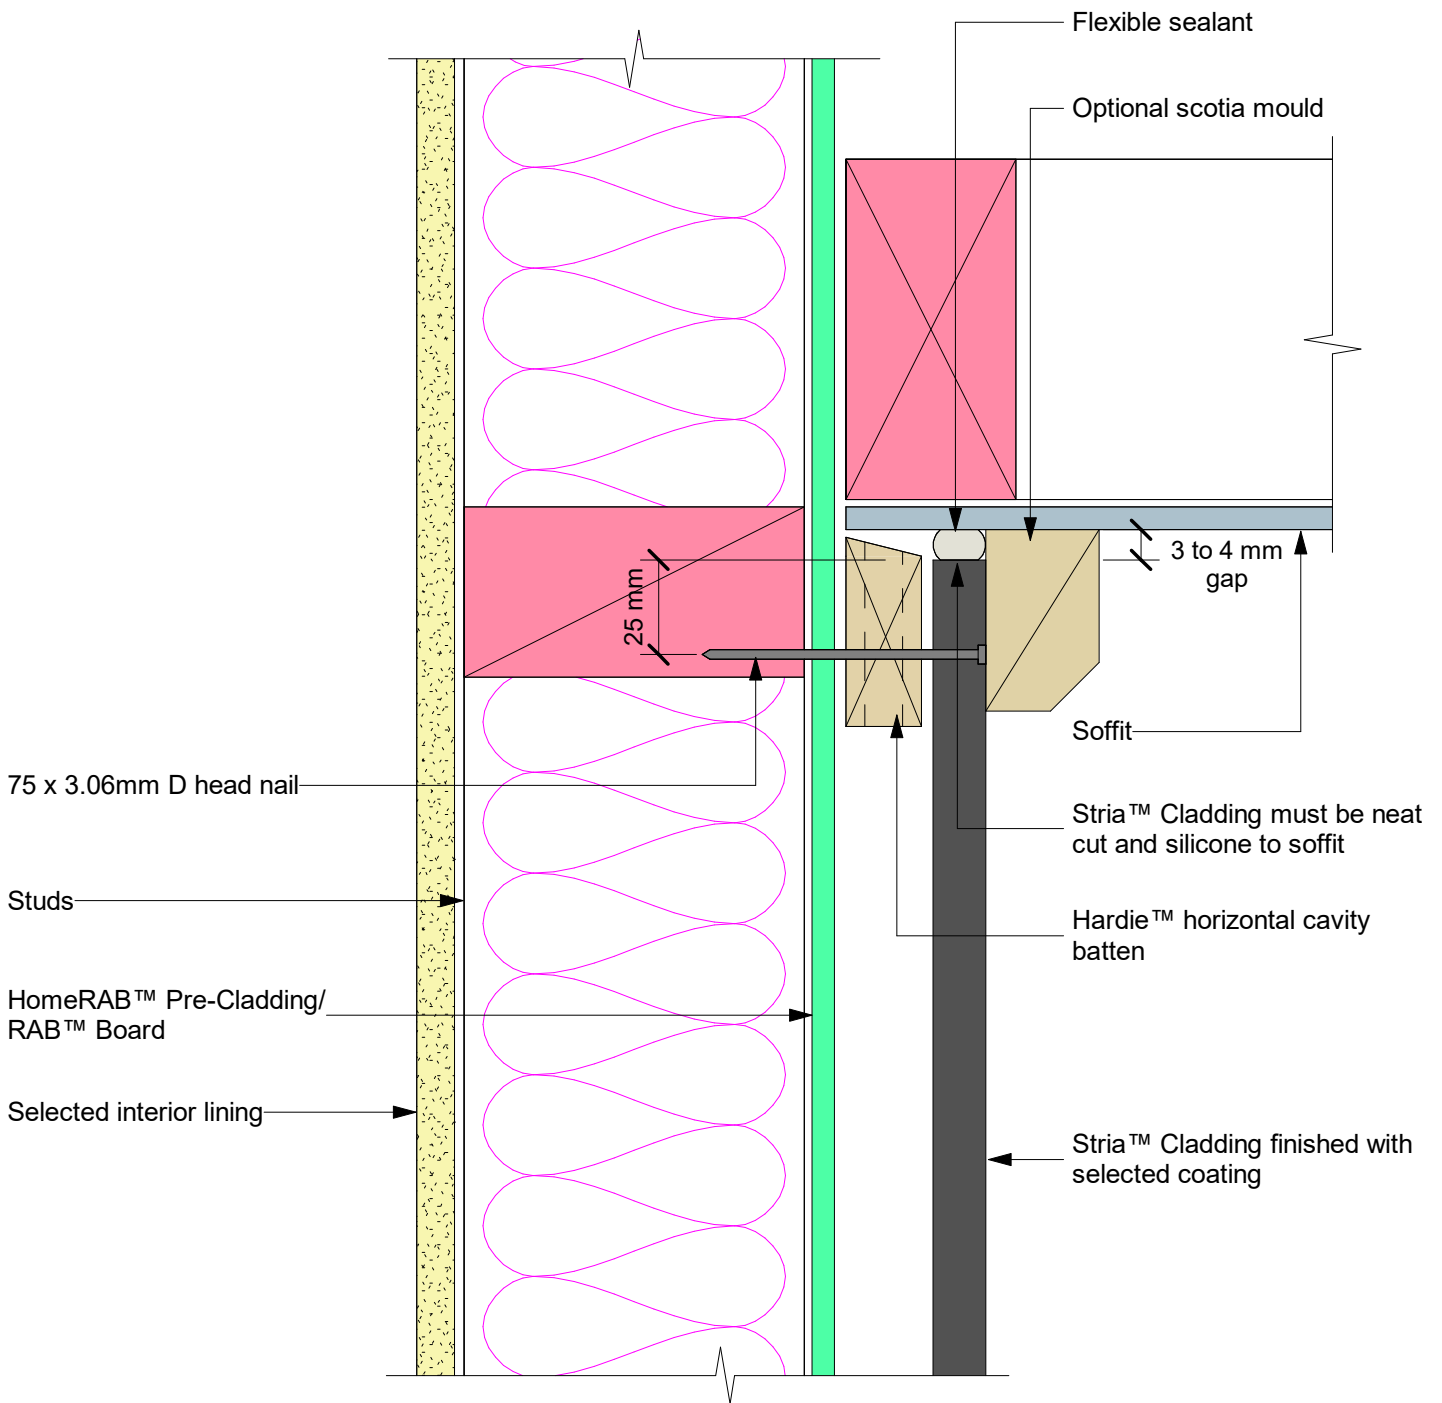 Flexible sealant
Optional scotia mould
3 to 4 mm
gap
25 mm
Soffit
75 x 3.06mm D head nail
Stria™ Cladding must be neat
cut and silicone to soffit
Studs
Hardie™ horizontal cavity
batten
HomeRAB™ Pre-Cladding/
RAB™ Board
Selected interior lining
Stria™ Cladding finished with
selected coating